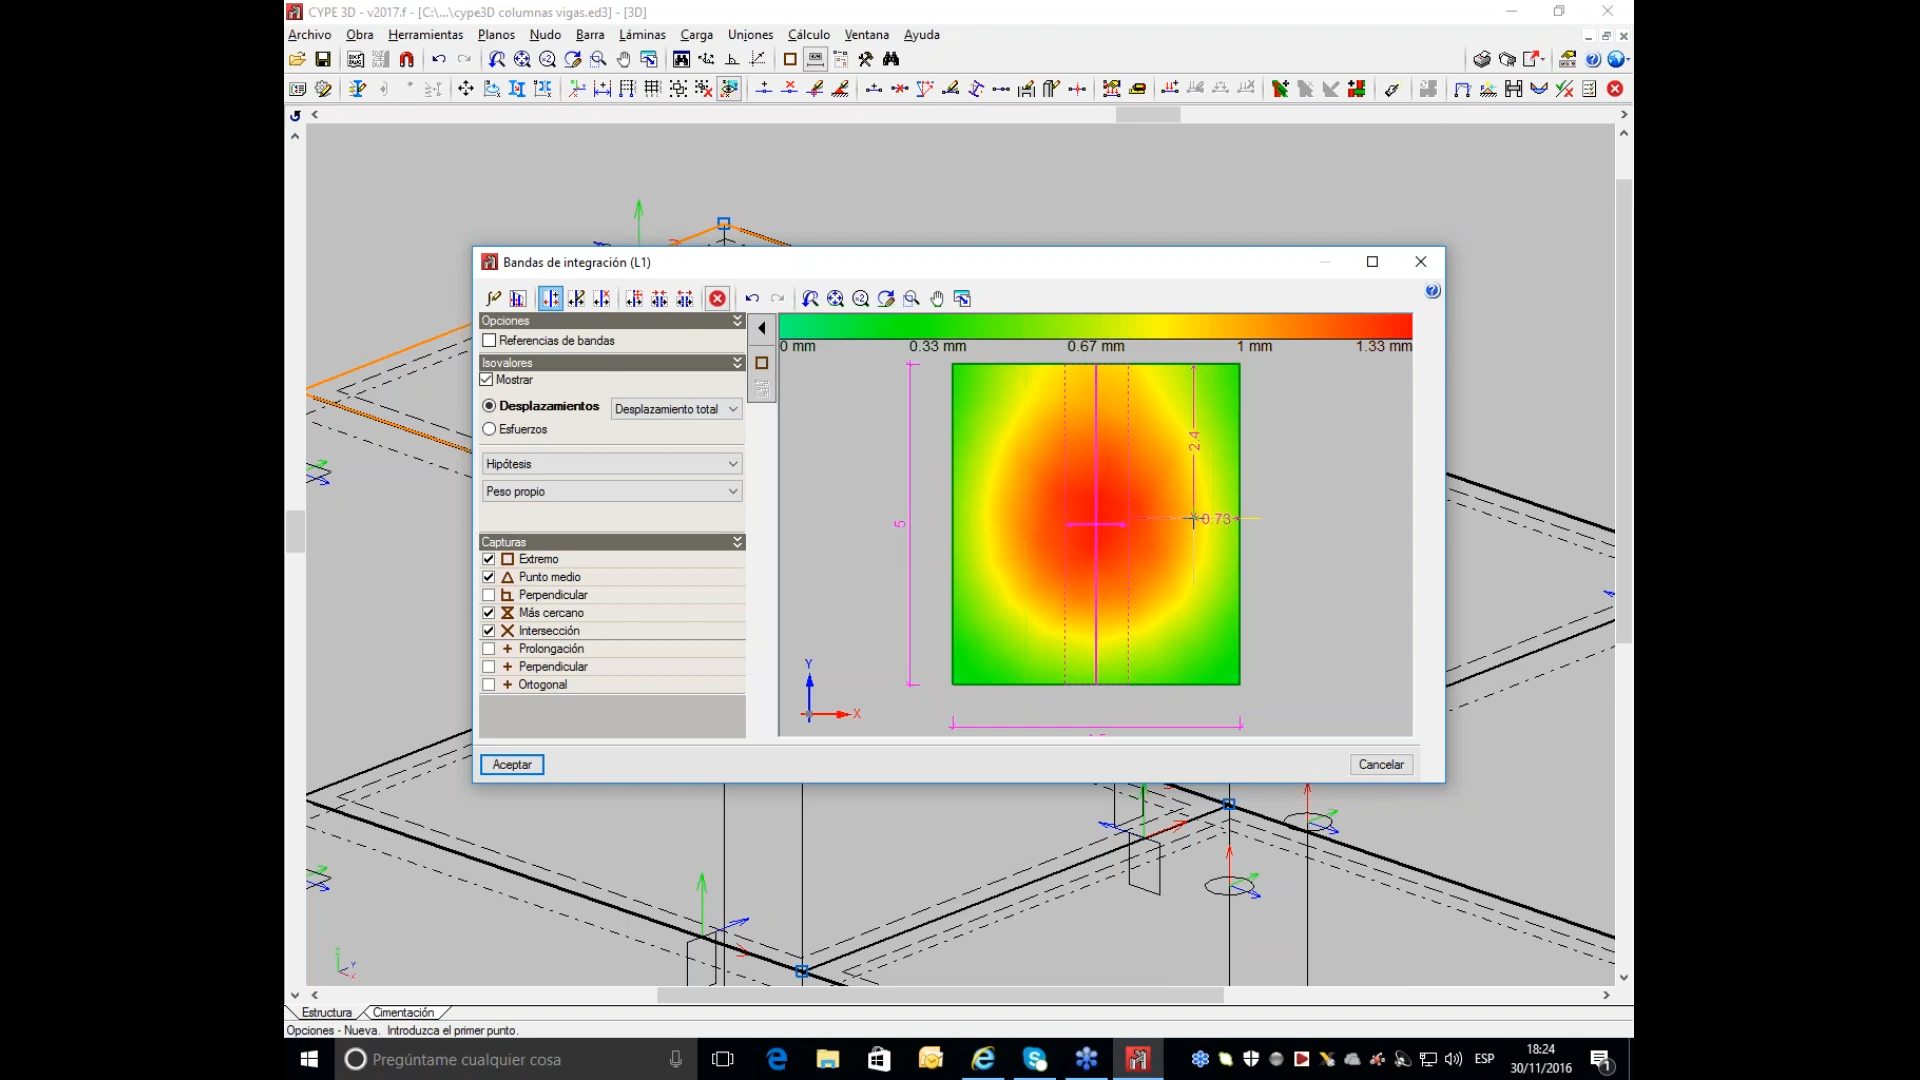 CYPE 3D - v2017.f - [C:\...\cype3D columnas vigas.ed3] - [3D]
Archivo Obra Herramientas Planos Nudo Barra Láminas Carga Uniones Cálculo Ventana Ayuda
Bandas de integración (L1)
Opciones
Referencias de bandas
Isovalores
Mostrar
Desplazamientos Desplazamiento total
Esfuerzos
Hipótesis
Peso propio
Capturas
Extremo
Punto medio
Perpendicular
Más cercano
Intersección
Prolongación
Perpendicular
Ortogonal
0 mm 0.33 mm 0.67 mm 1 mm 1.33 mm
2.4
5
0.73
Y
X
Aceptar Cancelar
Estructura Cimentación
Opciones - Nueva. Introduzca el primer punto.
Pregúntame cualquier cosa
ESP
18:24
30/11/2016
1